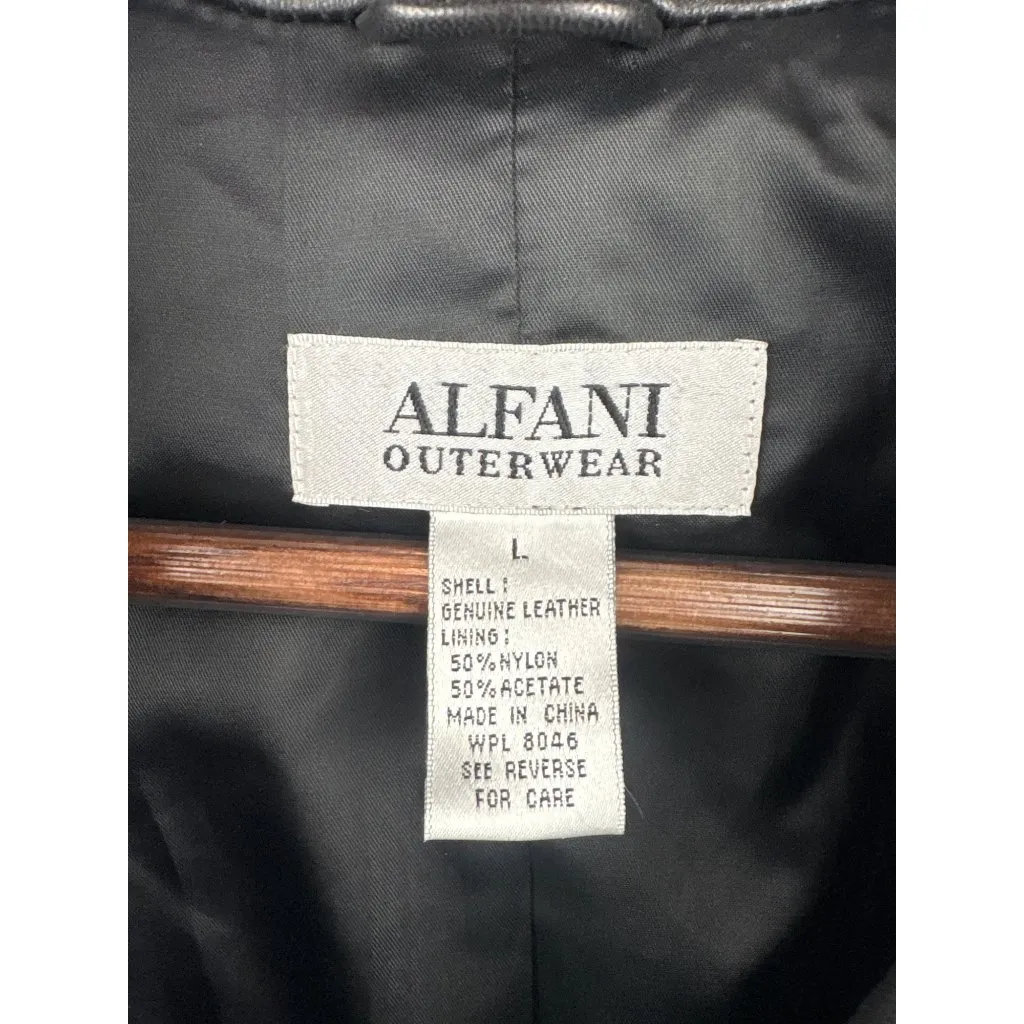 ALFANI
OUTERWEAR
L
SHELL:
GENUINE LEATHER
LINING:
50% NYLON
50% ACETATE
MADE IN CHINA
WPL 8046
SEE REVERSE
FOR CARE